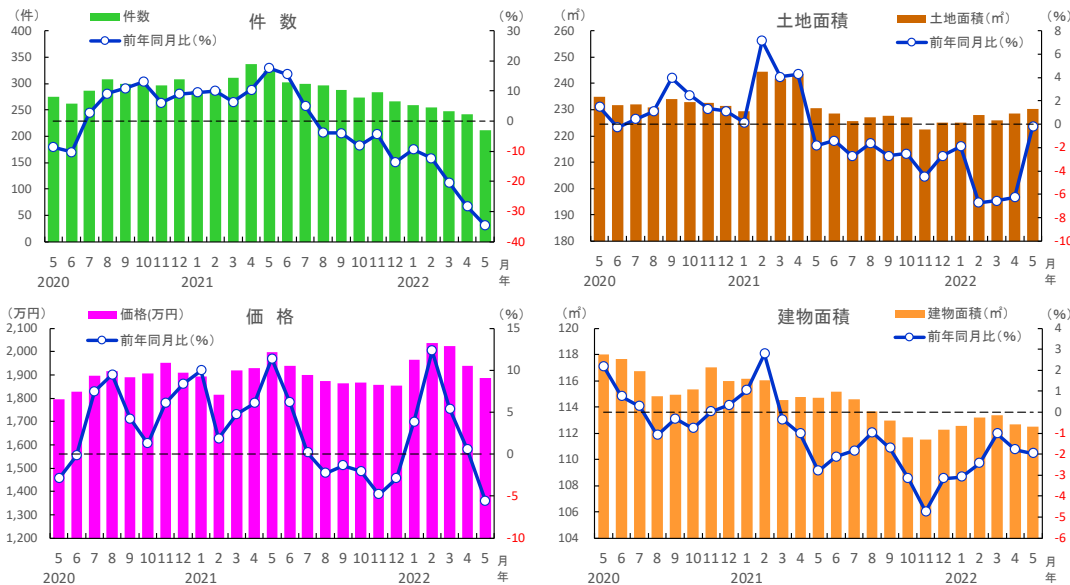 (件) 件数 件 数 (%)
前年同月比(%)
400 350 300 250 200 150 100 50 0
30 20 10 0 -10 -20 -30 -40
5 6 7 8 9 10 11 12 1 2 3 4 5 6 7 8 9 10 11 12 1 2 3 4 5 月
2020 2021 2022 年
(㎡) 土地面積 土地面積(㎡) (%)
前年同月比(%)
260 250 240 230 220 210 200 190 180
8 6 4 2 0 -2 -4 -6 -8 -10
5 6 7 8 9 10 11 12 1 2 3 4 5 6 7 8 9 10 11 12 1 2 3 4 5 月
2020 2021 2022 年
(万円) 価格(万円) 価 格 (%)
前年同月比(%)
2,100 2,000 1,900 1,800 1,700 1,600 1,500 1,400 1,300 1,200
15 10 5 0 -5 -10
5 6 7 8 9 10 11 12 1 2 3 4 5 6 7 8 9 10 11 12 1 2 3 4 5 月
2020 2021 2022 年
(㎡) 建物面積 建物面積(㎡) (%)
前年同月比(%)
120 118 116 114 112 110 108 106 104
4 3 2 1 0 -1 -2 -3 -4 -5 -6
5 6 7 8 9 10 11 12 1 2 3 4 5 6 7 8 9 10 11 12 1 2 3 4 5 月
2020 2021 2022 年